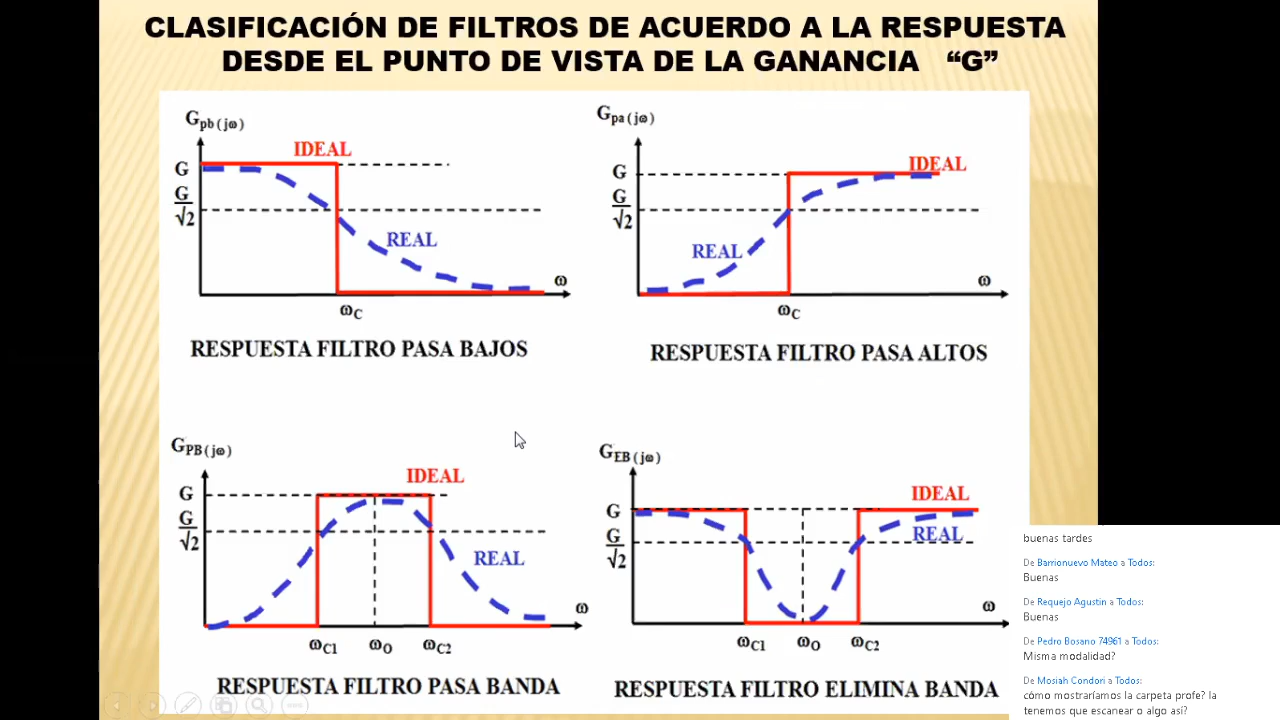 CLASIFICACIÓN DE FILTROS DE ACUERDO A LA RESPUESTA
DESDE EL PUNTO DE VISTA DE LA GANANCIA “G”
Gpb(jω)
IDEAL
G
G
√2
REAL
ω
ωC
RESPUESTA FILTRO PASA BAJOS
Gpa(jω)
IDEAL
G
G
√2
REAL
ω
ωC
RESPUESTA FILTRO PASA ALTOS
GPB(jω)
IDEAL
G
G
√2
REAL
ω
ωC1 ωO ωC2
RESPUESTA FILTRO PASA BANDA
GEB(jω)
IDEAL
G
G
√2
REAL
ω
ωC1 ωO ωC2
RESPUESTA FILTRO ELIMINA BANDA
buenas tardes
De Barrionuevo Mateo a Todos:
Buenas
De Requejo Agustin a Todos:
Buenas
De Pedro Bosano 74961 a Todos:
Misma modalidad?
De Mosiah Condori a Todos:
cómo mostraríamos la carpeta profe? la
tenemos que escanear o algo así?